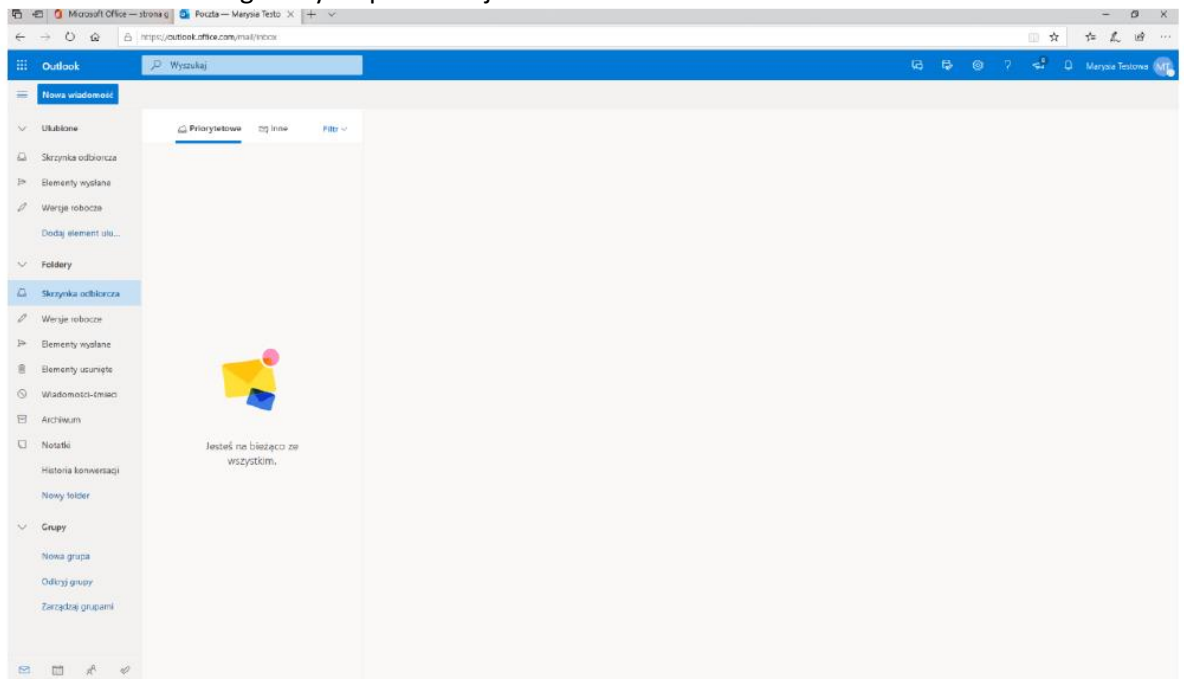 Microsoft Office — strona g
Poczta — Marysia Testo
https://outlook.office.com/mail/inbox
Outlook
Wyszukaj
Marysia Testowa
MT
Nowa wiadomość
Ulubione
Priorytetowe
Inne
Filtr
Skrzynka odbiorcza
Elementy wysłane
Wersje robocze
Dodaj element ulu...
Foldery
Skrzynka odbiorcza
Wersje robocze
Elementy wysłane
Elementy usunięte
Wiadomości-śmieci
Archiwum
Notatki
Historia konwersacji
Nowy folder
Grupy
Nowa grupa
Odkryj grupy
Zarządzaj grupami
Jesteś na bieżąco ze
wszystkim.